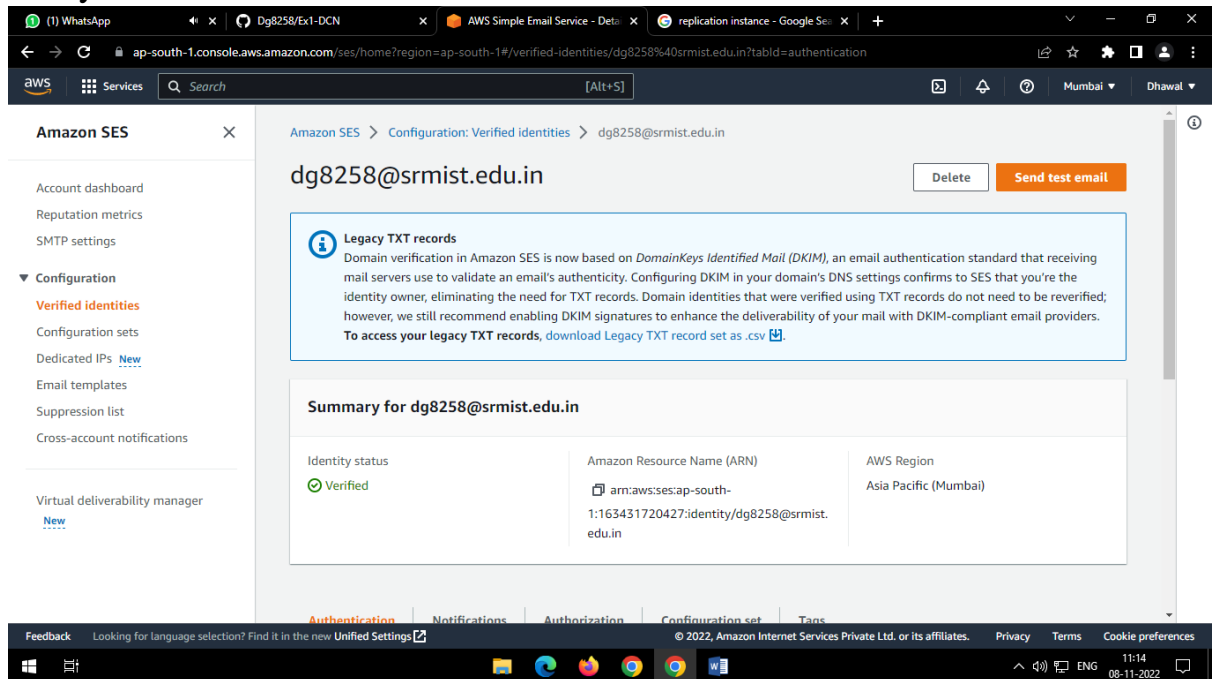 (1) WhatsApp
Dg8258/Ex1-DCN
AWS Simple Email Service - Deta
replication instance - Google Sea
ap-south-1.console.aws.amazon.com/ses/home?region=ap-south-1#/verified-identities/dg8258%40srmist.edu.in?tabId=authentication
aws
Services
Search
[Alt+S]
Mumbai
Dhawal
Amazon SES
Account dashboard
Reputation metrics
SMTP settings
Configuration
Verified identities
Configuration sets
Dedicated IPs New
Email templates
Suppression list
Cross-account notifications
Virtual deliverability manager
New
Amazon SES > Configuration: Verified identities > dg8258@srmist.edu.in
dg8258@srmist.edu.in
Delete
Send test email
Legacy TXT records
Domain verification in Amazon SES is now based on DomainKeys Identified Mail (DKIM), an email authentication standard that receiving
mail servers use to validate an email's authenticity. Configuring DKIM in your domain's DNS settings confirms to SES that you're the
identity owner, eliminating the need for TXT records. Domain identities that were verified using TXT records do not need to be reverified;
however, we still recommend enabling DKIM signatures to enhance the deliverability of your mail with DKIM-compliant email providers.
To access your legacy TXT records, download Legacy TXT record set as .csv.
Summary for dg8258@srmist.edu.in
Identity status
Verified
Amazon Resource Name (ARN)
arn:aws:ses:ap-south-
1:163431720427:identity/dg8258@srmist.
edu.in
AWS Region
Asia Pacific (Mumbai)
Authentication
Notifications
Authorization
Configuration set
Tags
Feedback
Looking for language selection? Find it in the new Unified Settings
© 2022, Amazon Internet Services Private Ltd. or its affiliates.
Privacy
Terms
Cookie preferences
ENG
11:14
08-11-2022